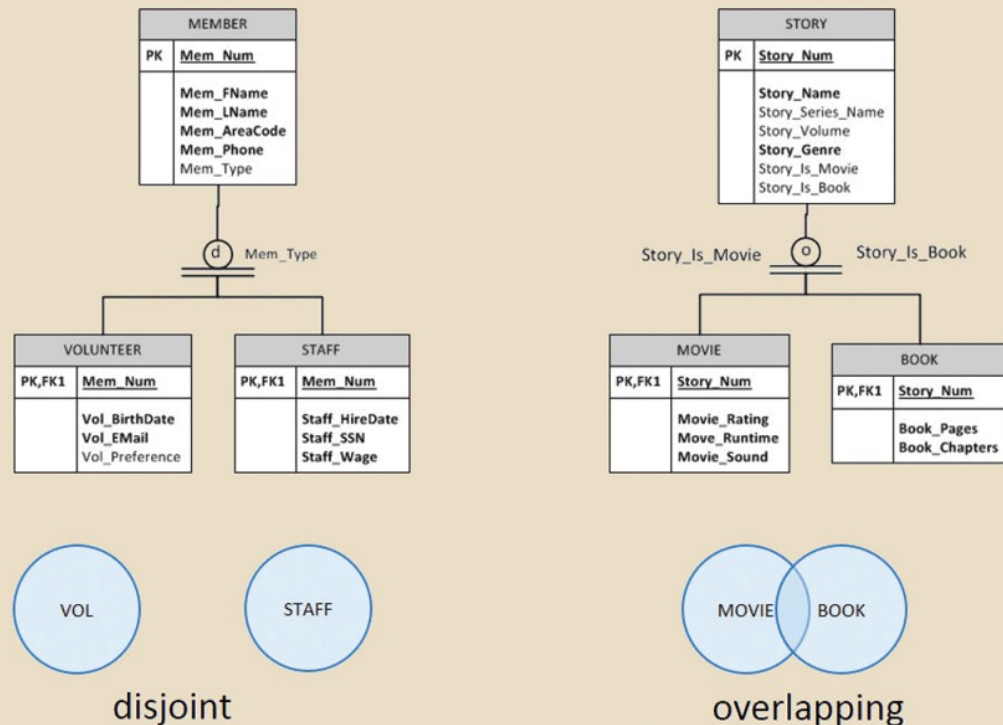 MEMBER
PK Mem_Num
Mem_FName
Mem_LName
Mem_AreaCode
Mem_Phone
Mem_Type
d Mem_Type
VOLUNTEER
PK,FK1 Mem_Num
Vol_BirthDate
Vol_EMail
Vol_Preference
STAFF
PK,FK1 Mem_Num
Staff_HireDate
Staff_SSN
Staff_Wage
VOL
STAFF
disjoint
STORY
PK Story_Num
Story_Name
Story_Series_Name
Story_Volume
Story_Genre
Story_Is_Movie
Story_Is_Book
Story_Is_Movie o Story_Is_Book
MOVIE
PK,FK1 Story_Num
Movie_Rating
Move_Runtime
Movie_Sound
BOOK
PK,FK1 Story_Num
Book_Pages
Book_Chapters
MOVIE BOOK
overlapping